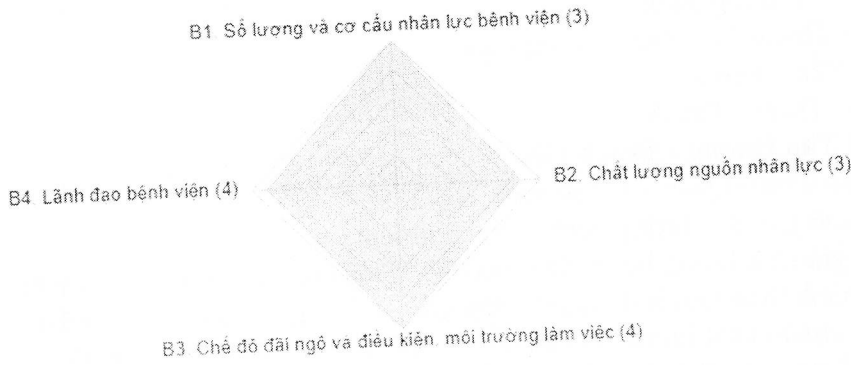 B1. Số lượng và cơ cấu nhân lực bệnh viện (3)
B2. Chất lượng nguồn nhân lực (3)
B4. Lãnh đạo bệnh viện (4)
B3. Chế độ đãi ngộ và điều kiện, môi trường làm việc (4)